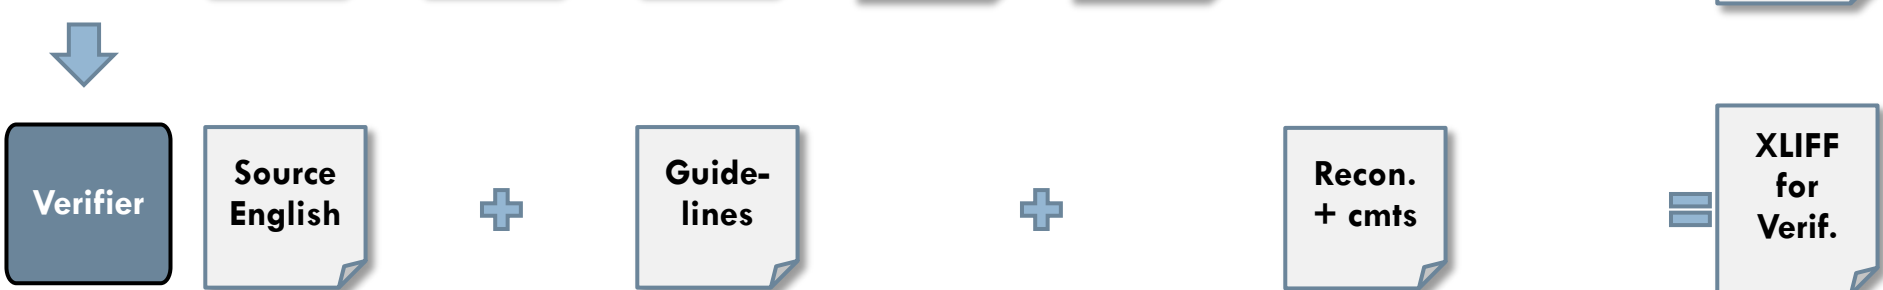 Verifier
Source
English
Guide-
lines
Recon.
+ cmts
XLIFF
for
Verif.